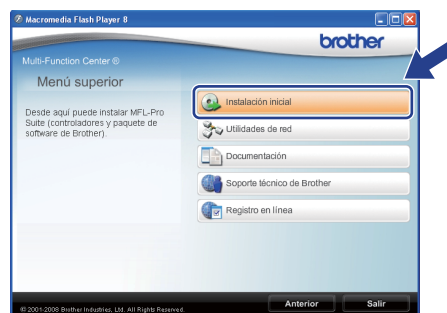 Macromedia Flash Player 8
brother
Multi-Function Center ®
Menú superior
Desde aquí puede instalar MFL-Pro
Suite (controladores y paquete de
software de Brother).
Instalación inicial
Utilidades de red
Documentación
Soporte técnico de Brother
Registro en línea
© 2001-2008 Brother Industries, Ltd. All Rights Reserved.
Anterior
Salir